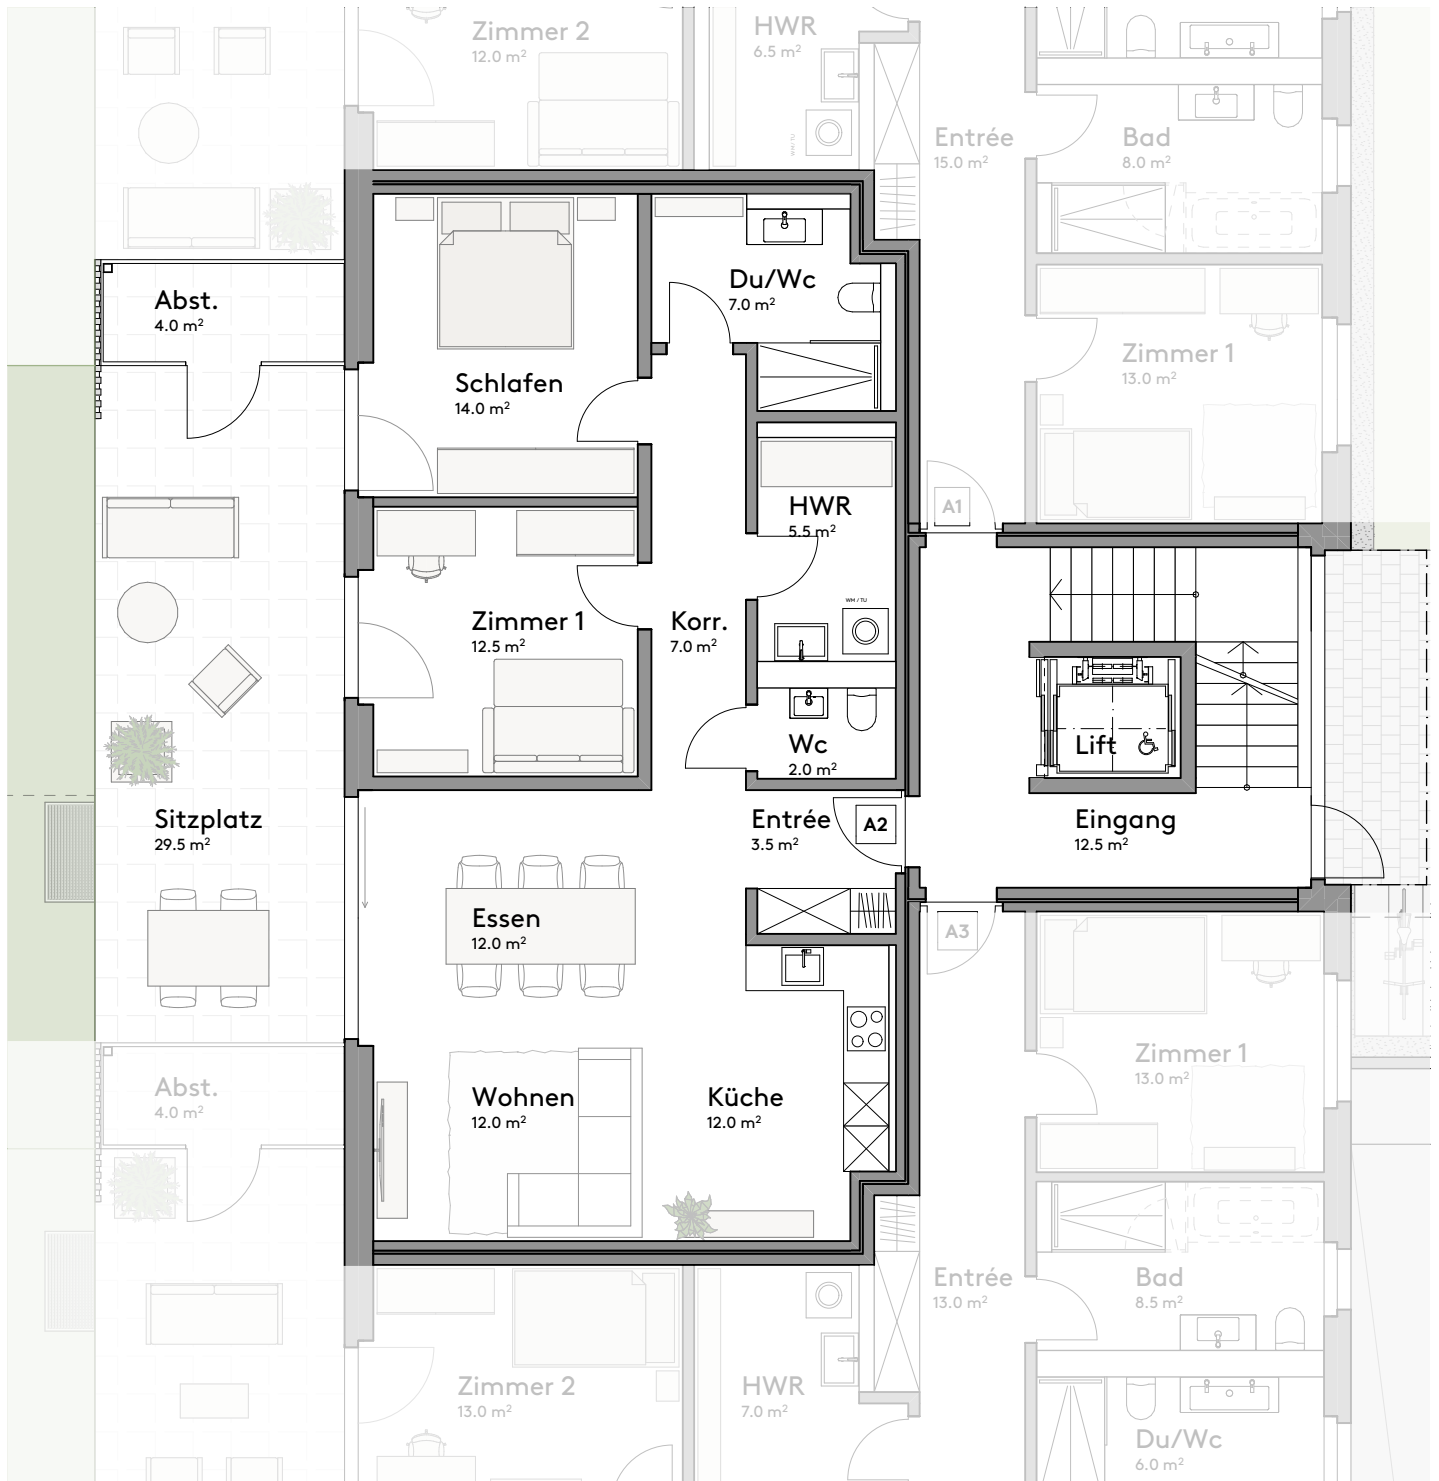 Zimmer 2
12.0 m²
HWR
6.5 m²
WM / TU
Entrée
15.0 m²
Bad
8.0 m²
Abst.
4.0 m²
Du/Wc
7.0 m²
Schlafen
14.0 m²
Zimmer 1
13.0 m²
HWR
5.5 m²
A1
WM / TU
Zimmer 1
12.5 m²
Korr.
7.0 m²
Wc
2.0 m²
Lift
Sitzplatz
29.5 m²
Entrée
3.5 m²
A2
Eingang
12.5 m²
Essen
12.0 m²
A3
Zimmer 1
13.0 m²
Abst.
4.0 m²
Wohnen
12.0 m²
Küche
12.0 m²
Entrée
13.0 m²
Bad
8.5 m²
Zimmer 2
13.0 m²
HWR
7.0 m²
Du/Wc
6.0 m²